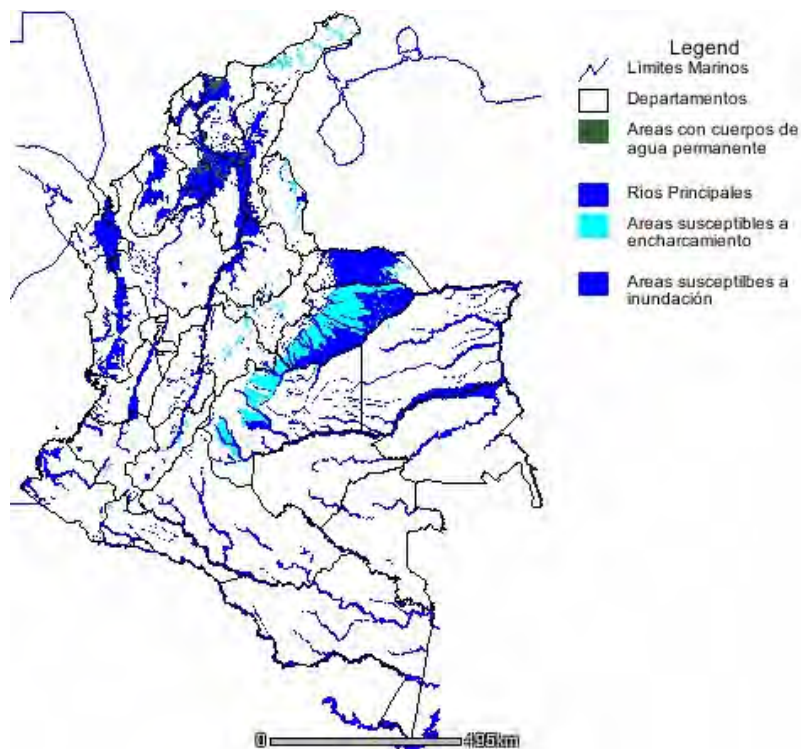 Legend
Límites Marinos
Departamentos
Areas con cuerpos de
agua permanente
Ríos Principales
Areas susceptibles a
encharcamiento
Areas susceptilbes a
inundación
0 495km